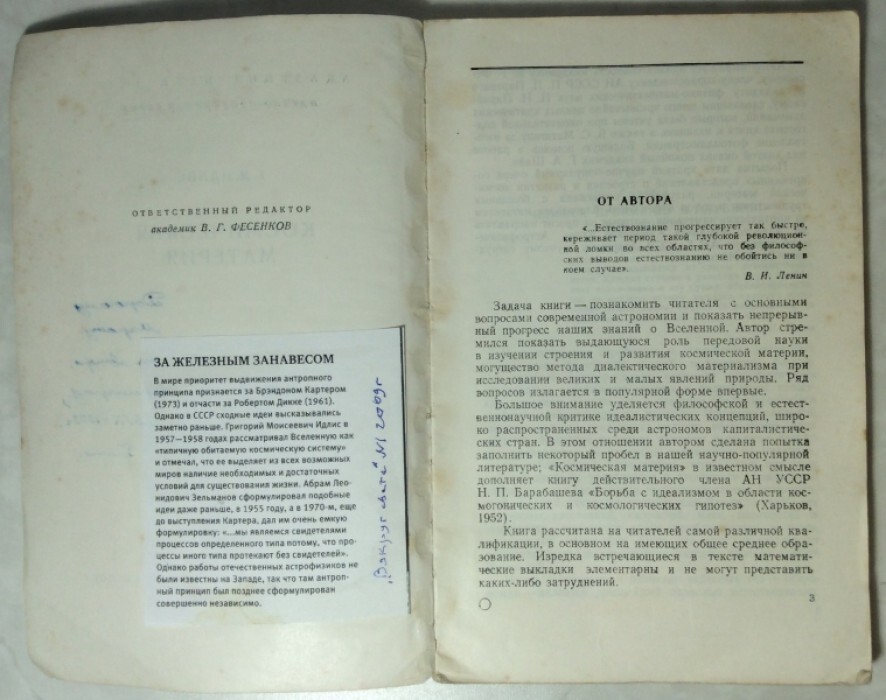 ОТВЕТСТВЕННЫЙ РЕДАКТОР
академик В. Г. ФЕСЕНКОВ
ЗА ЖЕЛЕЗНЫМ ЗАНАВЕСОМ
В мире приоритет выдвижения антропного
принципа признается за Брэндоном Картером
(1973) и отчасти за Робертом Дикке (1961).
Однако в СССР сходные идеи высказывались
заметно раньше. Григорий Моисеевич Идлис в
1957—1958 годах рассматривал Вселенную как
«типичную обитаемую космическую систему»
и отмечал, что ее выделяет из всех возможных
миров наличие необходимых и достаточных
условий для существования жизни. Абрам Лео-
нидович Зельманов сформулировал подобные
идеи даже раньше, в 1955 году, а в 1970-м, еще
до выступления Картера, дал им очень емкую
формулировку: «...мы являемся свидетелями
процессов определенного типа потому, что про-
цессы иного типа протекают без свидетелей».
Однако работы отечественных астрофизиков не
были известны на Западе, так что там антроп-
ный принцип был позднее сформулирован
совершенно независимо.
„Вокруг света" №1 2009г
ОТ АВТОРА
«...Естествознание прогрессирует так быстро,
переживает период такой глубокой революцион-
ной ломки во всех областях, что без философ-
ских выводов естествознанию не обойтись ни в
коем случае».
В. И. Ленин
Задача книги — познакомить читателя с основными
вопросами современной астрономии и показать непрерыв-
ный прогресс наших знаний о Вселенной. Автор стре-
мился показать выдающуюся роль передовой науки
в изучении строения и развития космической материи,
могущество метода диалектического материализма при
исследовании великих и малых явлений природы. Ряд
вопросов излагается в популярной форме впервые.
Большое внимание уделяется философской и естест-
веннонаучной критике идеалистических концепций, широ-
ко распространенных среди астрономов капиталистиче-
ских стран. В этом отношении автором сделана попытка
заполнить некоторый пробел в нашей научно-популярной
литературе; «Космическая материя» в известном смысле
дополняет книгу действительного члена АН УССР
Н. П. Барабашева «Борьба с идеализмом в области кос-
могонических и космологических гипотез» (Харьков,
1952).
Книга рассчитана на читателей самой различной ква-
лификации, в основном на имеющих общее среднее обра-
зование. Изредка встречающиеся в тексте математи-
ческие выкладки элементарны и не могут представить
каких-либо затруднений.
3